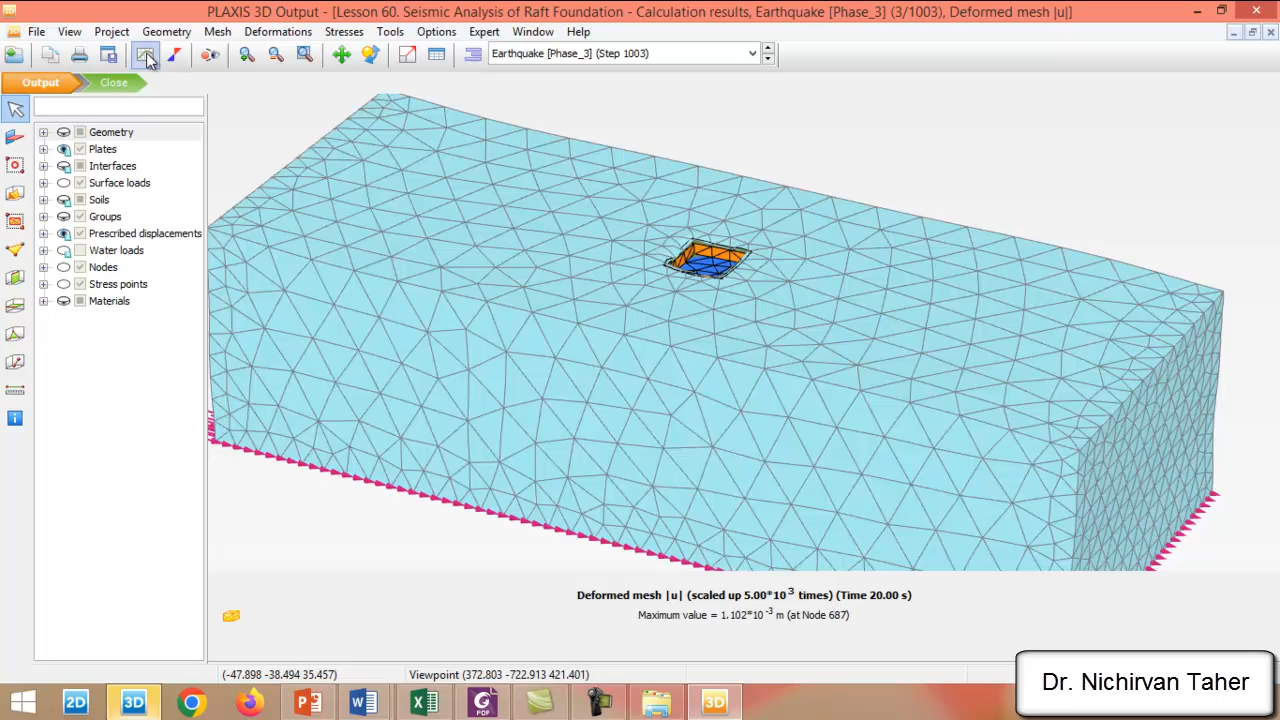 PLAXIS 3D Output - [Lesson 60. Seismic Analysis of Raft Foundation - Calculation results, Earthquake [Phase_3] (3/1003), Deformed mesh |u|]
File View Project Geometry Mesh Deformations Stresses Tools Options Expert Window Help
Earthquake [Phase_3] (Step 1003)
Output Close
Geometry
Plates
Interfaces
Surface loads
Soils
Groups
Prescribed displacements
Water loads
Nodes
Stress points
Materials
Deformed mesh |u| (scaled up 5.00*10 3 times) (Time 20.00 s)
Maximum value = 1.102*10 -3 m (at Node 687)
(-47.898 -38.494 35.457) Viewpoint (372.803 -722.913 421.401)
Dr. Nichirvan Taher
2D 3D P W X G PDF 3D